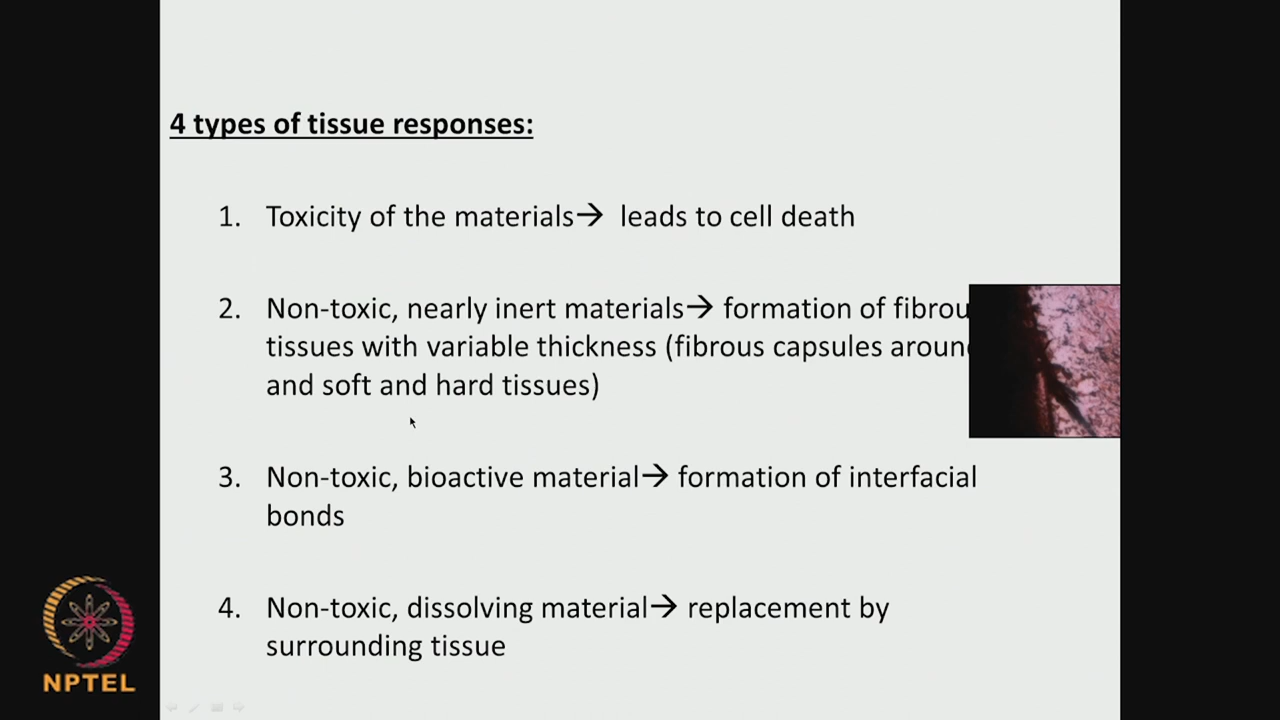 4 types of tissue responses:
1. Toxicity of the materials→ leads to cell death
2. Non-toxic, nearly inert materials→ formation of fibrou
tissues with variable thickness (fibrous capsules aroun
and soft and hard tissues)
3. Non-toxic, bioactive material→ formation of interfacial
bonds
4. Non-toxic, dissolving material→ replacement by
surrounding tissue
NPTEL